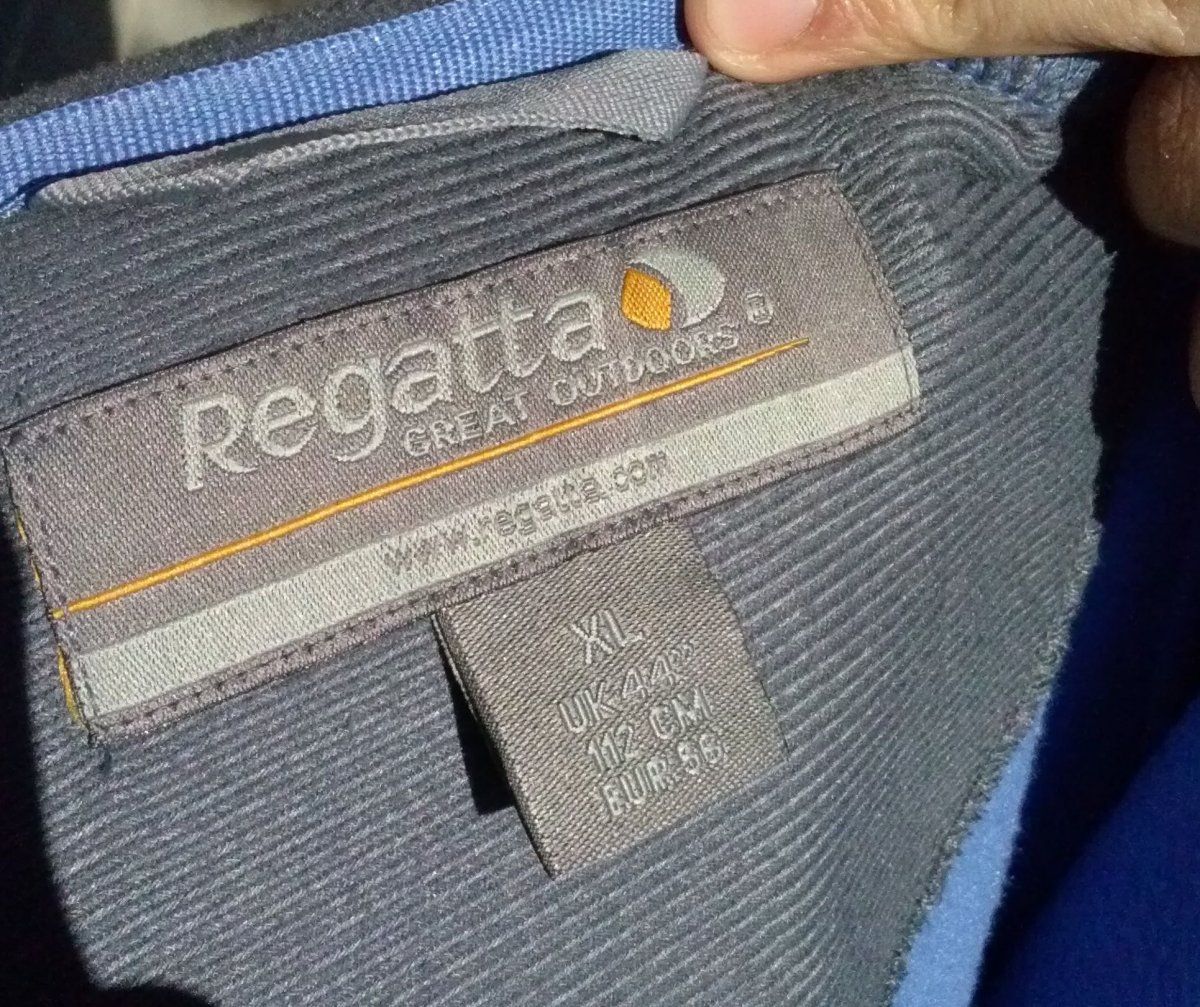 Regatta
GREAT OUTDOORS ®
www.regatta.com
XL
UK 44"
112 CM
EUR 56